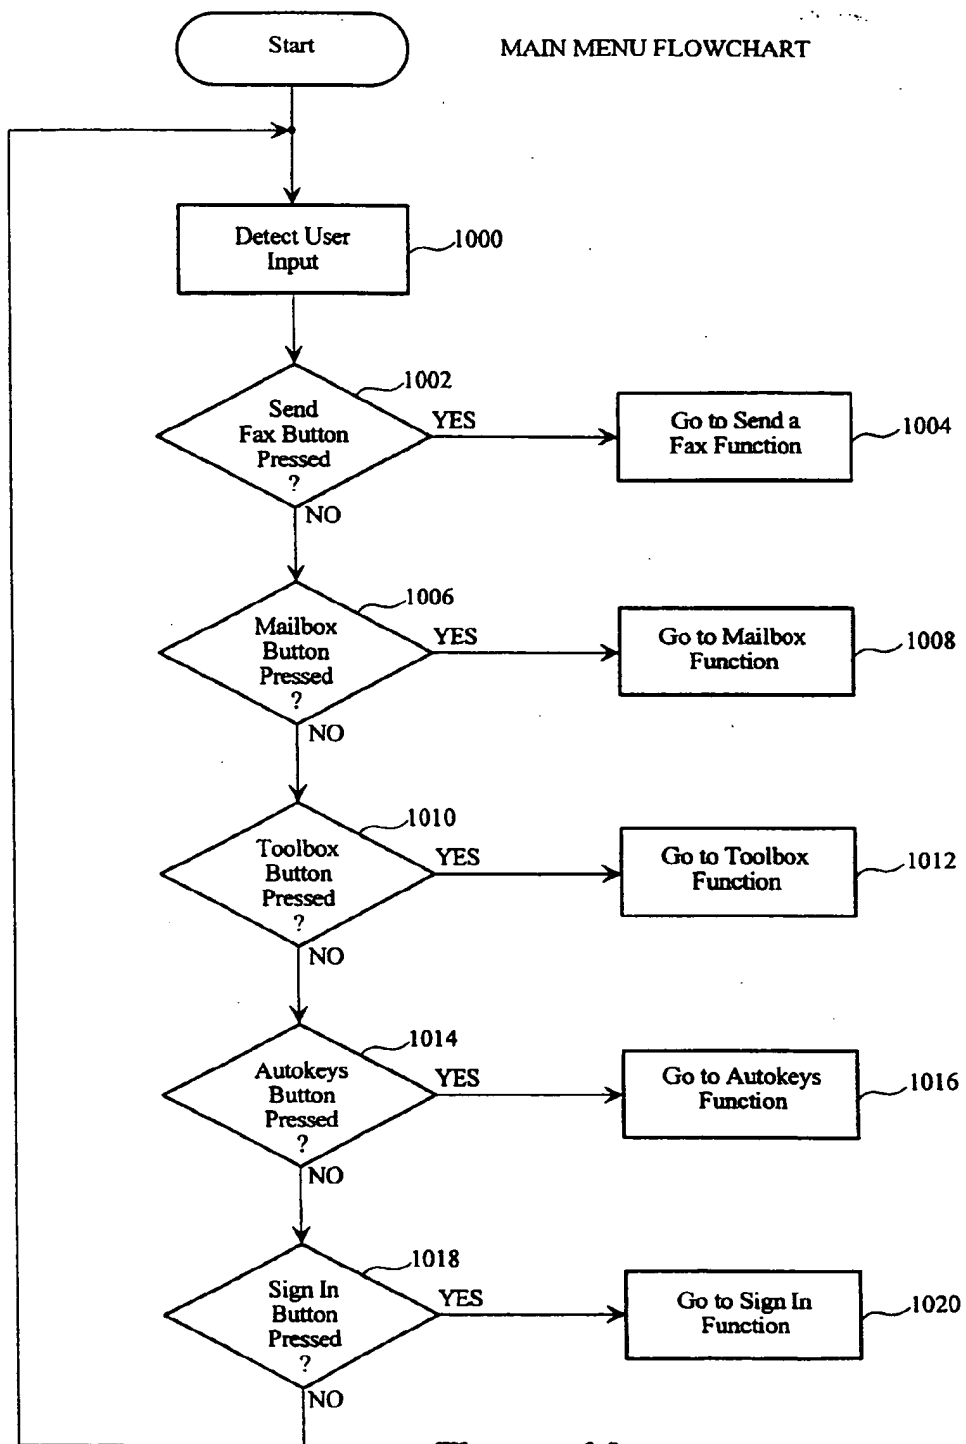 Start
MAIN MENU FLOWCHART
Detect User
Input
1000
1002
Send
Fax Button
Pressed
?
YES
NO
Go to Send a
Fax Function
1004
1006
Mailbox
Button
Pressed
?
YES
NO
Go to Mailbox
Function
1008
1010
Toolbox
Button
Pressed
?
YES
NO
Go to Toolbox
Function
1012
1014
Autokeys
Button
Pressed
?
YES
NO
Go to Autokeys
Function
1016
1018
Sign In
Button
Pressed
?
YES
NO
Go to Sign In
Function
1020